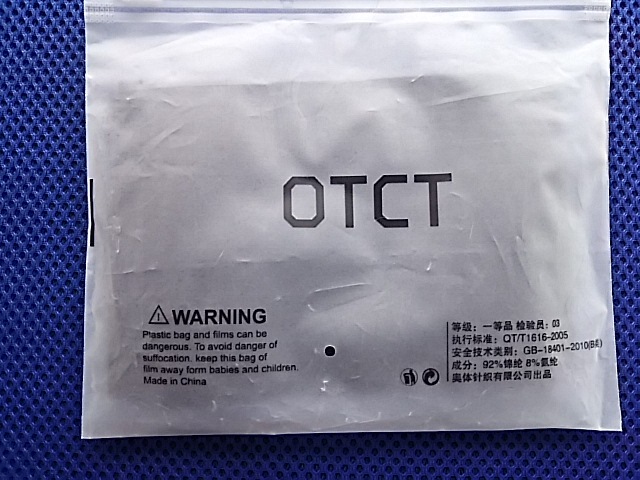 OTCT
WARNING
Plastic bag and films can be
dangerous. To avoid danger of
suffocation. keep this bag of
film away form babies and children.
Made in China
等级：一等品 检验员：03
执行标准：QT/T1616-2005
安全技术类别：GB-18401-2010(B类)
成分：92%锦纶 8%氨纶
奥体针织有限公司出品